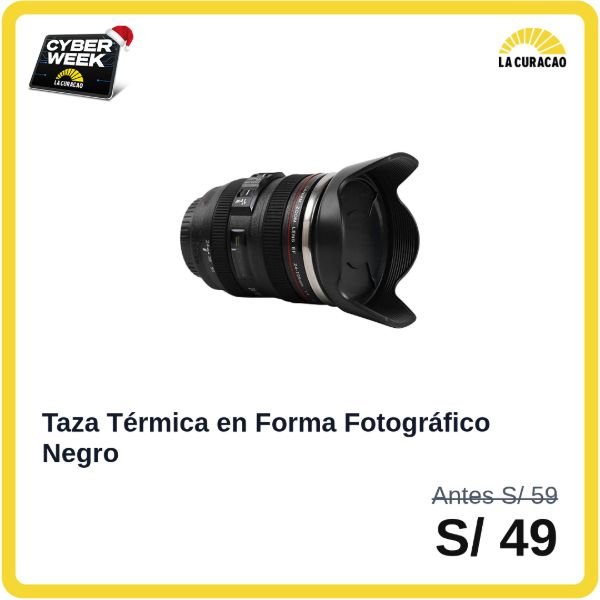 CYBER
WEEK
LA CURACAO
LA CURACAO
Taza Térmica en Forma Fotográfico
Negro
Antes S/ 59
S/ 49